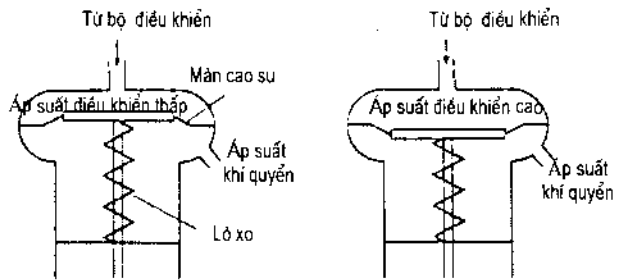 Từ bộ điều khiển
Áp suất điều khiển thấp
Màn cao su
Áp suất
khí quyển
Lò xo
Từ bộ điều khiển
Áp suất điều khiển cao
Áp suất
khí quyển